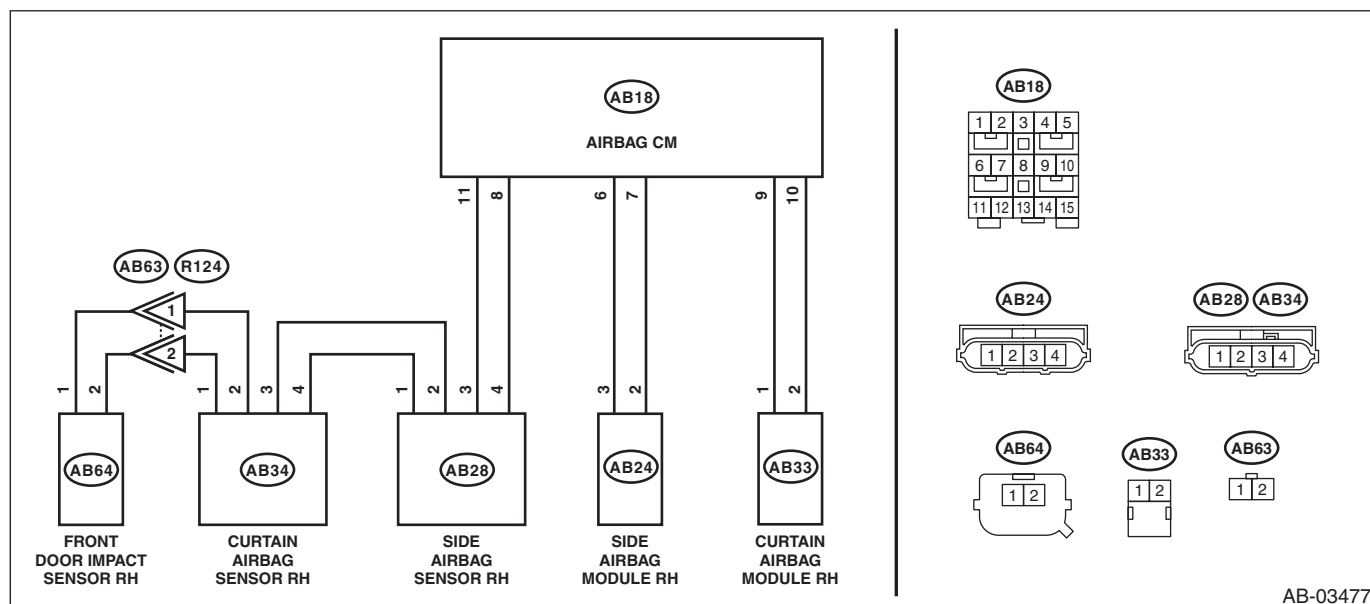 AB18
AIRBAG CM
11
8
6
7
9
10
AB63 R124
1
2
1
2
1
2
3
4
1
2
3
4
3
2
1
2
AB64
AB34
AB28
AB24
AB33
FRONT
DOOR IMPACT
SENSOR RH
CURTAIN
AIRBAG
SENSOR RH
SIDE
AIRBAG
SENSOR RH
SIDE
AIRBAG
MODULE RH
CURTAIN
AIRBAG
MODULE RH
AB18
1 2 3 4 5
6 7 8 9 10
11 12 13 14 15
AB24
1 2 3 4
AB28 AB34
1 2 3 4
AB64
1 2
AB33
1 2
AB63
1 2
AB-03477